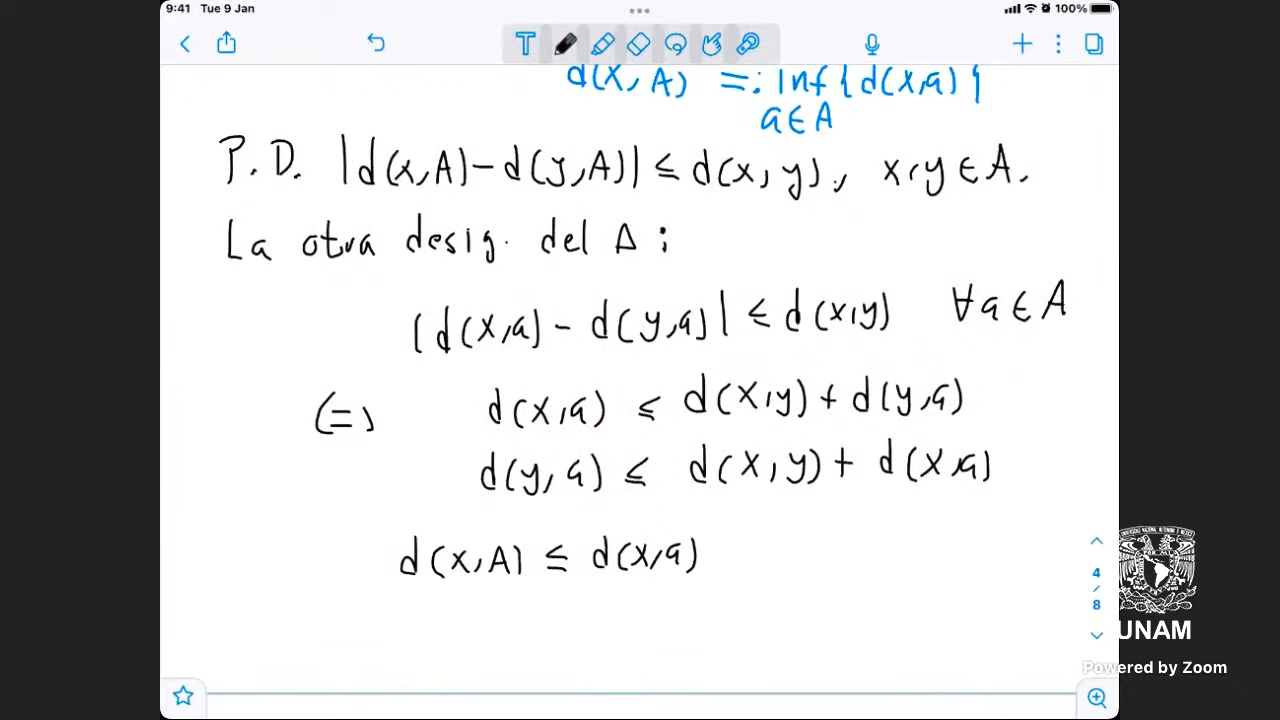 9:41 Tue 9 Jan
100%
d(x, A) =: inf { d(x,a) }
a ∈ A
P.D. |d(x,A) - d(y,A)| ≤ d(x,y), x,y ∈ A.
La otra desig. del Δ :
|d(x,a) - d(y,a)| ≤ d(x,y) ∀a ∈ A
(=) d(x,a) ≤ d(x,y) + d(y,a)
d(y,a) ≤ d(x,y) + d(x,a)
d(x,A) ≤ d(x,a)
4
/
8
UNAM
Powered by Zoom